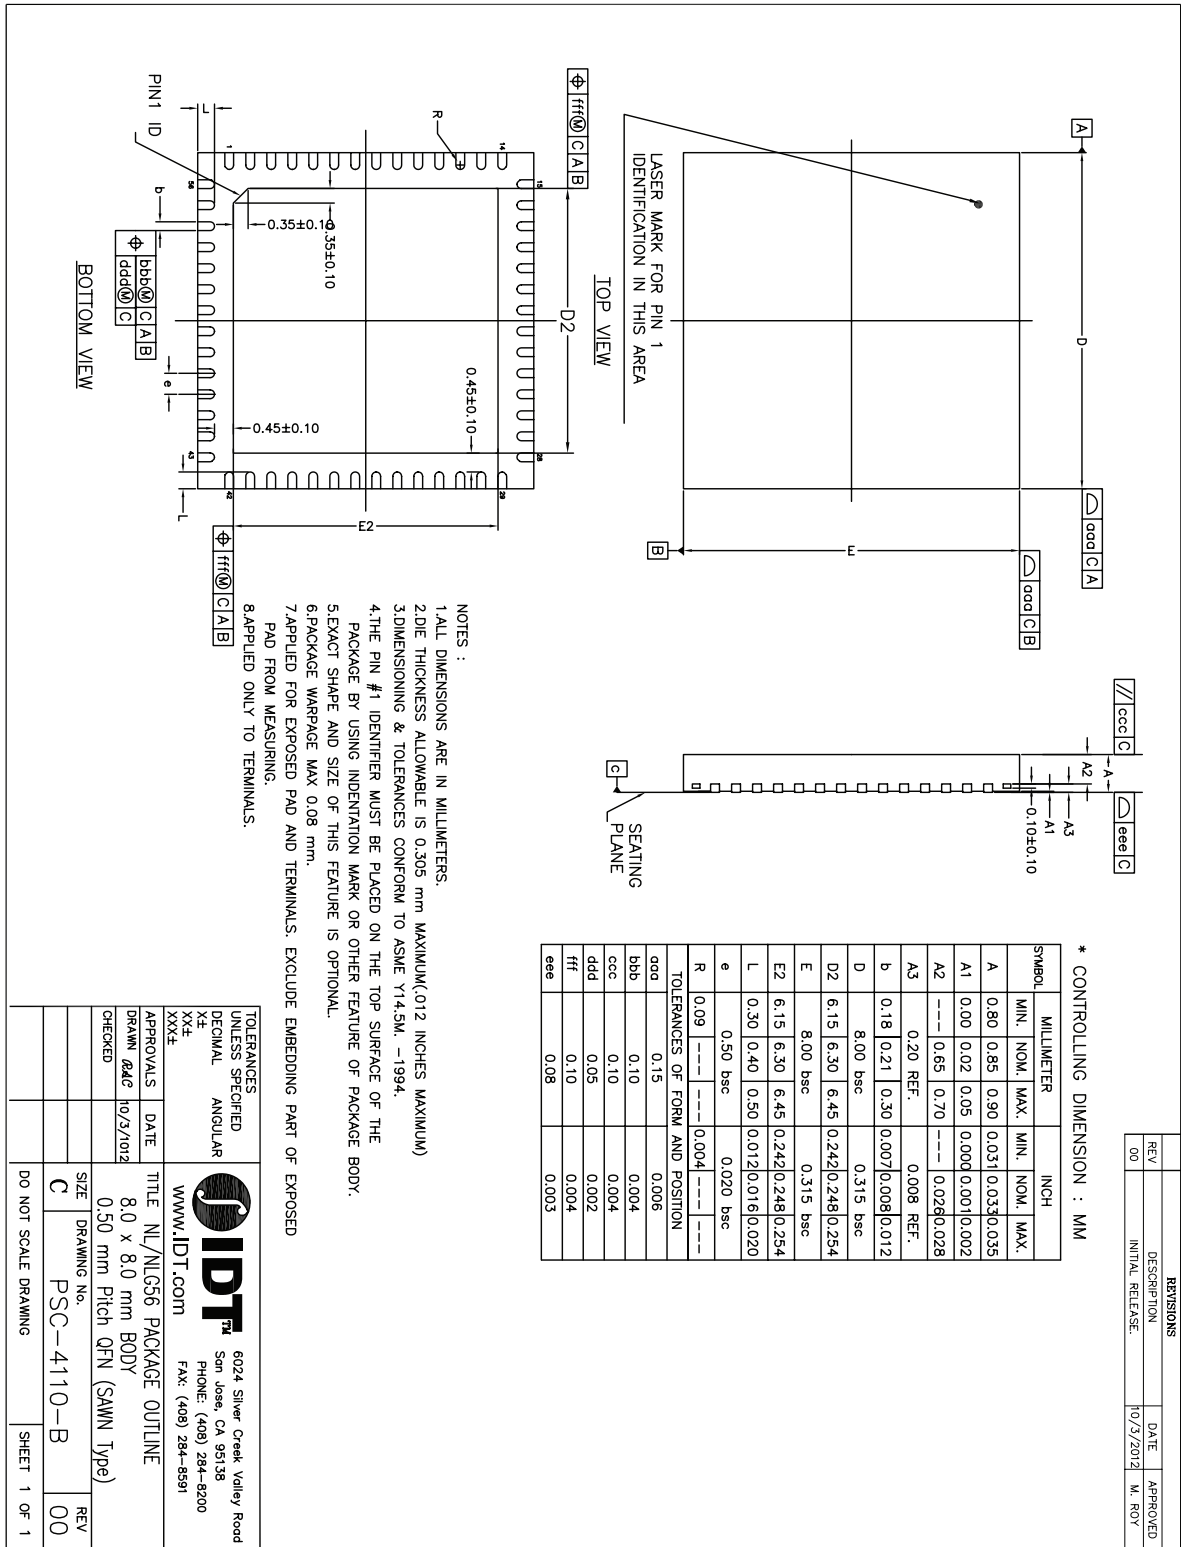 REVISIONS
REV DESCRIPTION DATE APPROVED
00 INITIAL RELEASE. 10/3/2012 M. ROY
A
D
aaa C A
aaa C B
E
B
LASER MARK FOR PIN 1
IDENTIFICATION IN THIS AREA
TOP VIEW
// ccc C
eee C
A
A2
A3
A1
0.10±0.10
C
SEATING
PLANE
fffⓂ C A B
D2
R
14
15
1
56
28
29
42
43
L
PIN1 ID
b
0.35±0.10
0.35±0.10
0.45±0.10
0.45±0.10
e
L
E2
bbbⓂ C A B
dddⓂ C
fffⓂ C A B
BOTTOM VIEW
* CONTROLLING DIMENSION : MM
SYMBOL MILLIMETER INCH
MIN. NOM. MAX. MIN. NOM. MAX.
A 0.80 0.85 0.90 0.031 0.033 0.035
A1 0.00 0.02 0.05 0.000 0.001 0.002
A2 --- 0.65 0.70 --- 0.026 0.028
A3 0.20 REF. 0.008 REF.
b 0.18 0.21 0.30 0.007 0.008 0.012
D 8.00 bsc 0.315 bsc
D2 6.15 6.30 6.45 0.242 0.248 0.254
E 8.00 bsc 0.315 bsc
E2 6.15 6.30 6.45 0.242 0.248 0.254
L 0.30 0.40 0.50 0.012 0.016 0.020
e 0.50 bsc 0.020 bsc
R 0.09 --- --- 0.004 --- ---
TOLERANCES OF FORM AND POSITION
aaa 0.15 0.006
bbb 0.10 0.004
ccc 0.10 0.004
ddd 0.05 0.002
fff 0.10 0.004
eee 0.08 0.003
NOTES :
1.ALL DIMENSIONS ARE IN MILLIMETERS.
2.DIE THICKNESS ALLOWABLE IS 0.305 mm MAXIMUM(.012 INCHES MAXIMUM)
3.DIMENSIONING & TOLERANCES CONFORM TO ASME Y14.5M. -1994.
4.THE PIN #1 IDENTIFIER MUST BE PLACED ON THE TOP SURFACE OF THE
PACKAGE BY USING INDENTATION MARK OR OTHER FEATURE OF PACKAGE BODY.
5.EXACT SHAPE AND SIZE OF THIS FEATURE IS OPTIONAL.
6.PACKAGE WARPAGE MAX 0.08 mm.
7.APPLIED FOR EXPOSED PAD AND TERMINALS. EXCLUDE EMBEDDING PART OF EXPOSED
PAD FROM MEASURING.
8.APPLIED ONLY TO TERMINALS.
TOLERANCES
UNLESS SPECIFIED
DECIMAL ANGULAR
X±
XX±
XXX±
APPROVALS DATE
DRAWN RAC 10/3/1012
CHECKED
IDT TM
www.IDT.com
6024 Silver Creek Valley Road
San Jose, CA 95138
PHONE: (408) 284-8200
FAX: (408) 284-8591
TITLE NL/NLG56 PACKAGE OUTLINE
8.0 x 8.0 mm BODY
0.50 mm Pitch QFN (SAWN Type)
SIZE DRAWING No. REV
C PSC-4110-B 00
DO NOT SCALE DRAWING SHEET 1 OF 1